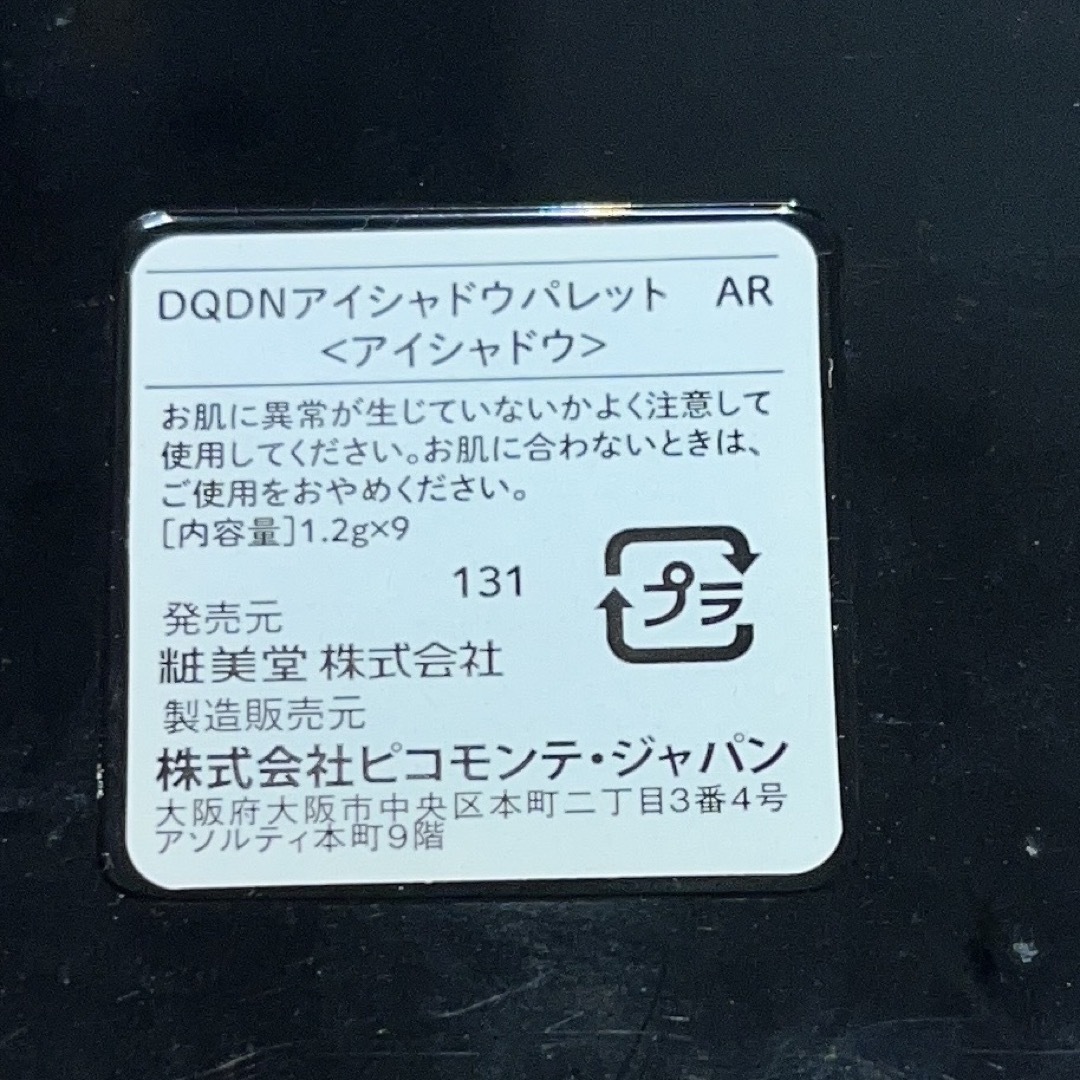 DQDNアイシャドウパレット　AR
<アイシャドウ>
お肌に異常が生じていないかよく注意して
使用してください。お肌に合わないときは、
ご使用をおやめください。
[内容量]1.2g×9
131
プラ
発売元
粧美堂 株式会社
製造販売元
株式会社ピコモンテ・ジャパン
大阪府大阪市中央区本町二丁目3番4号
アソルティ本町9階